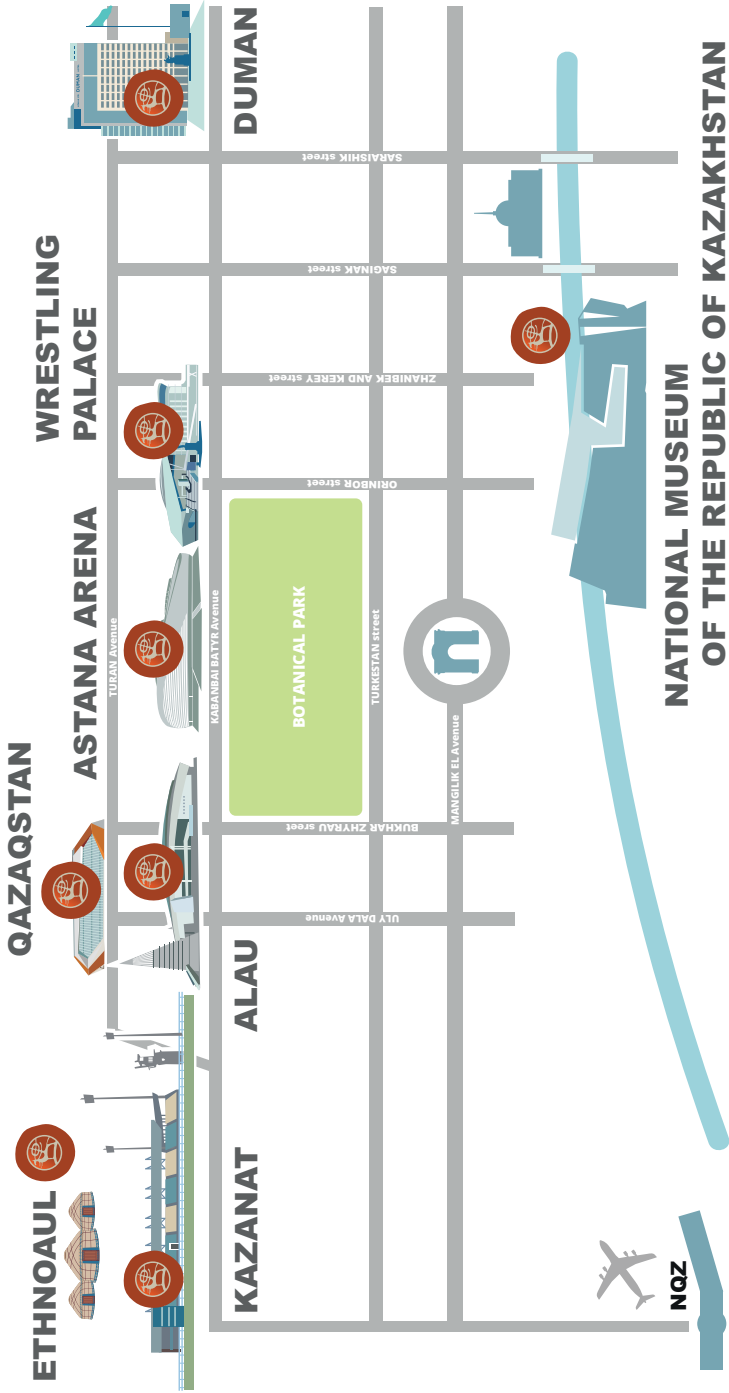 ETHNOAUL
QAZAQSTAN
WRESTLING
PALACE
ASTANA ARENA
DUMAN
TURAN Avenue
KABANBAI BATYR Avenue
KAZANAT
ALAU
DUMAN
BOTANICAL PARK
SARAISHIK street
SAGINAK street
ZHANIBEK AND KEREY street
ORINBOR street
BUKHAR ZHYRAU sreet
ULY DALA Avenue
TURKESTAN street
MANGILIK EL Avenue
NATIONAL MUSEUM
OF THE REPUBLIC OF KAZAKHSTAN
NQZ